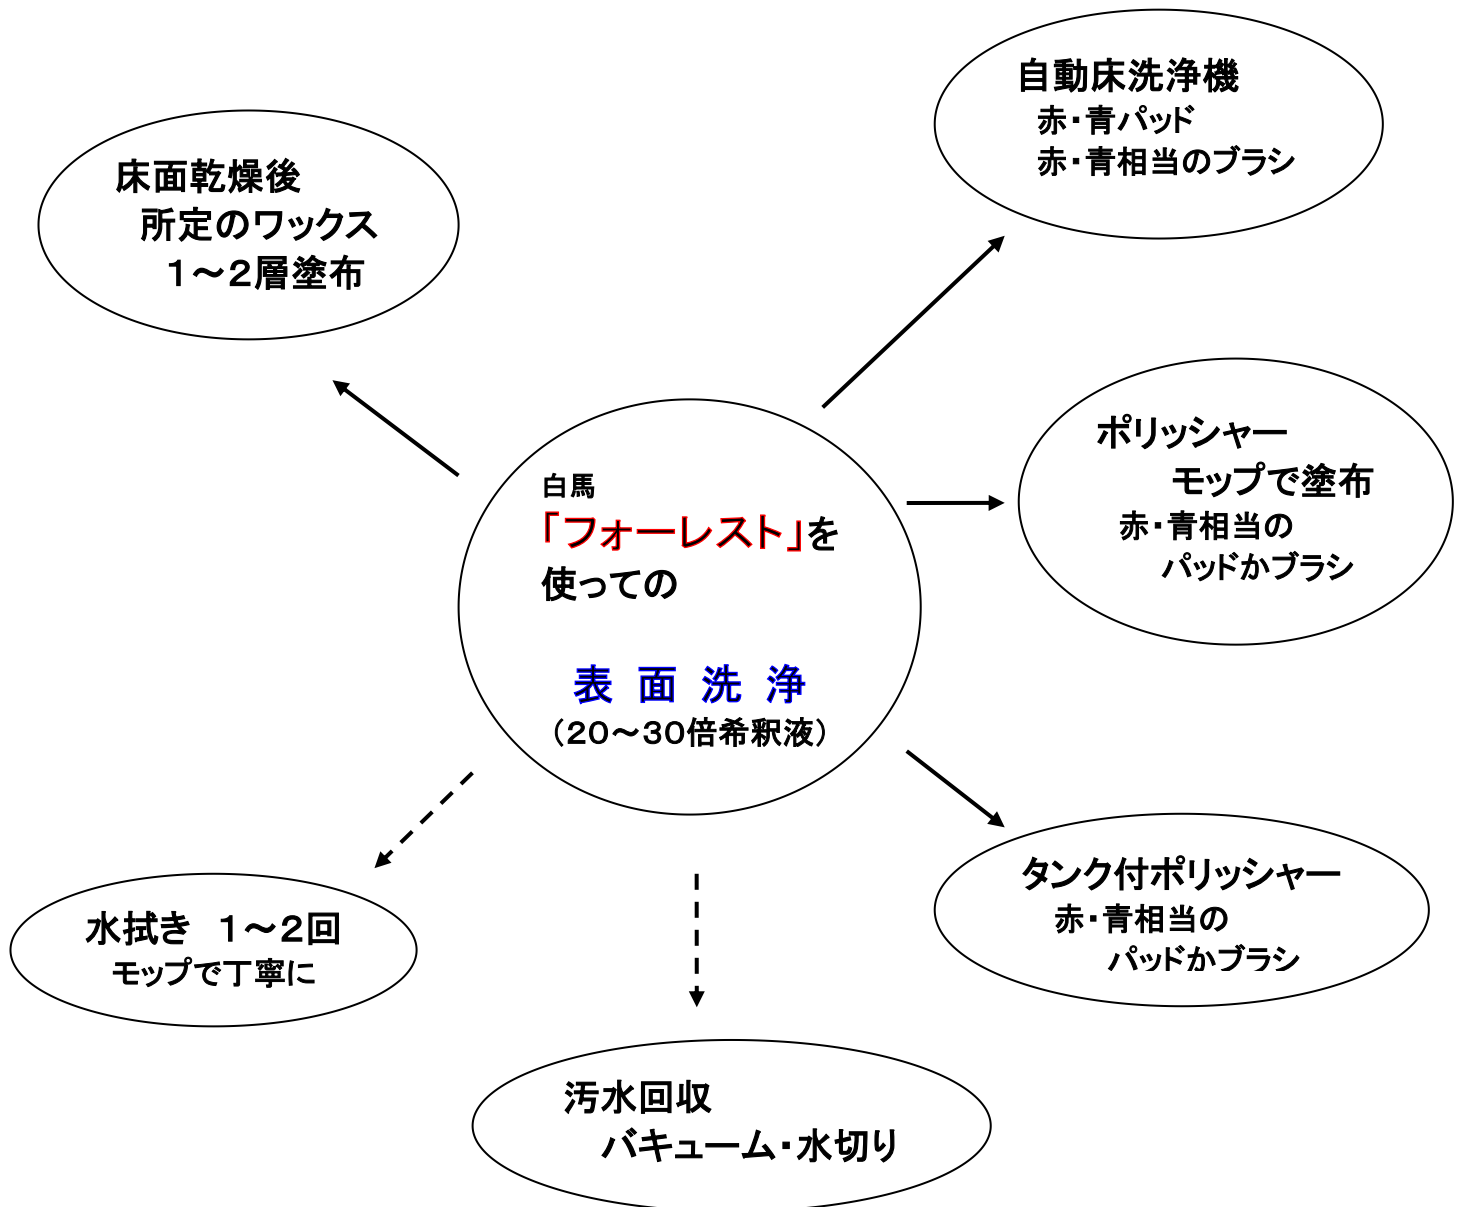 自動床洗浄機
赤・青パッド
赤・青相当のブラシ
床面乾燥後
所定のワックス
１～２層塗布
ポリッシャー
モップで塗布
赤・青相当の
パッドかブラシ
白馬
「フォーレスト」を
使っての
表 面 洗 浄
（２０～３０倍希釈液）
タンク付ポリッシャー
赤・青相当の
パッドかブラシ
水拭き　１～２回
モップで丁寧に
汚水回収
バキューム・水切り